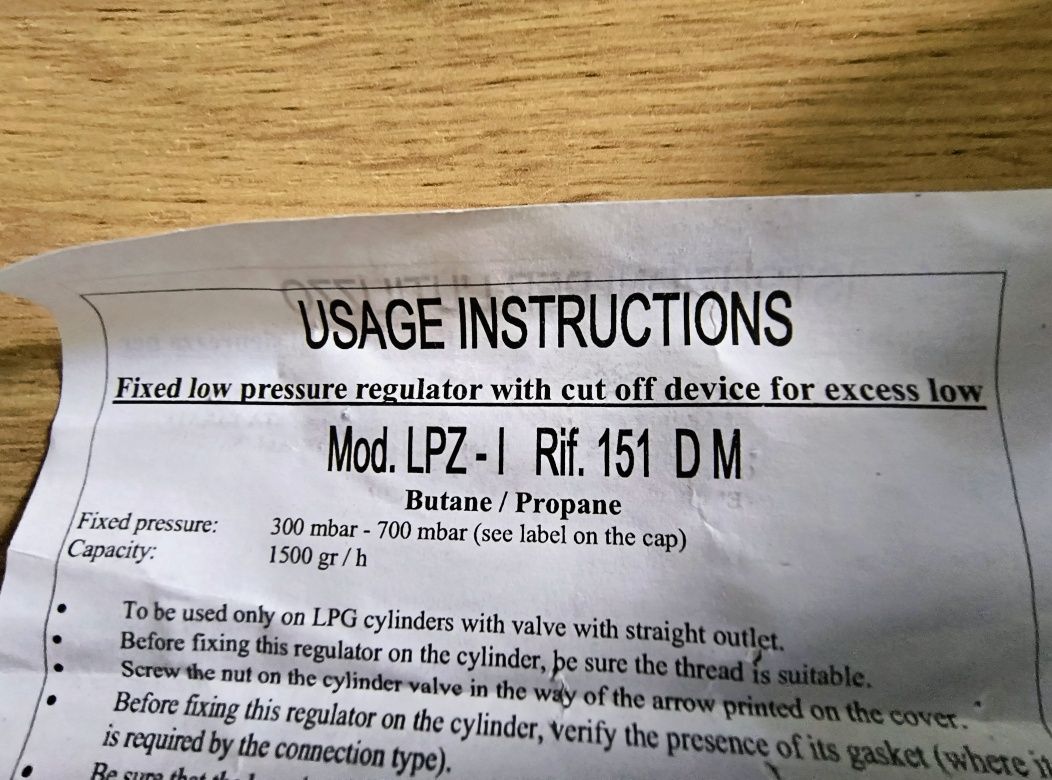 USAGE INSTRUCTIONS
Fixed low pressure regulator with cut off device for excess low
Mod. LPZ - I Rif. 151 D M
Butane / Propane
Fixed pressure: 300 mbar - 700 mbar (see label on the cap)
Capacity: 1500 gr / h
• To be used only on LPG cylinders with valve with straight outlet.
• Before fixing this regulator on the cylinder, be sure the thread is suitable.
• Screw the nut on the cylinder valve in the way of the arrow printed on the cover.
• Before fixing this regulator on the cylinder, verify the presence of its gasket (where it
is required by the connection type).
• Be sure that the